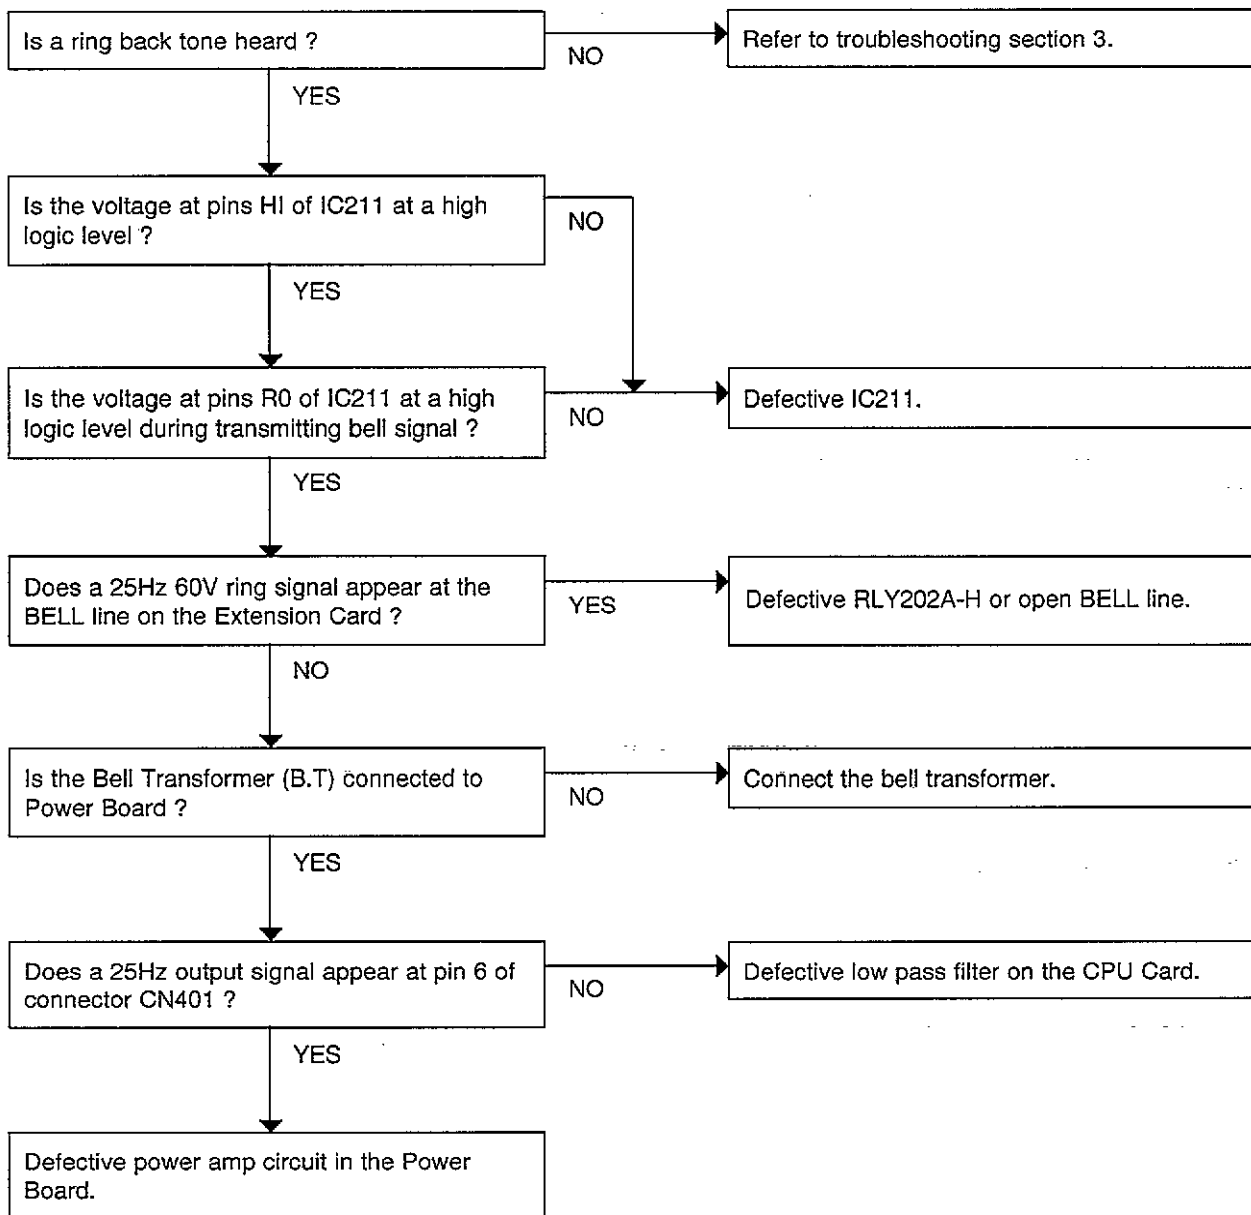 Is a ring back tone heard ?
NO
Refer to troubleshooting section 3.
YES
Is the voltage at pins HI of IC211 at a high
logic level ?
NO
YES
Is the voltage at pins R0 of IC211 at a high
logic level during transmitting bell signal ?
NO
Defective IC211.
YES
Does a 25Hz 60V ring signal appear at the
BELL line on the Extension Card ?
YES
Defective RLY202A-H or open BELL line.
NO
Is the Bell Transformer (B.T) connected to
Power Board ?
NO
Connect the bell transformer.
YES
Does a 25Hz output signal appear at pin 6 of
connector CN401 ?
NO
Defective low pass filter on the CPU Card.
YES
Defective power amp circuit in the Power
Board.